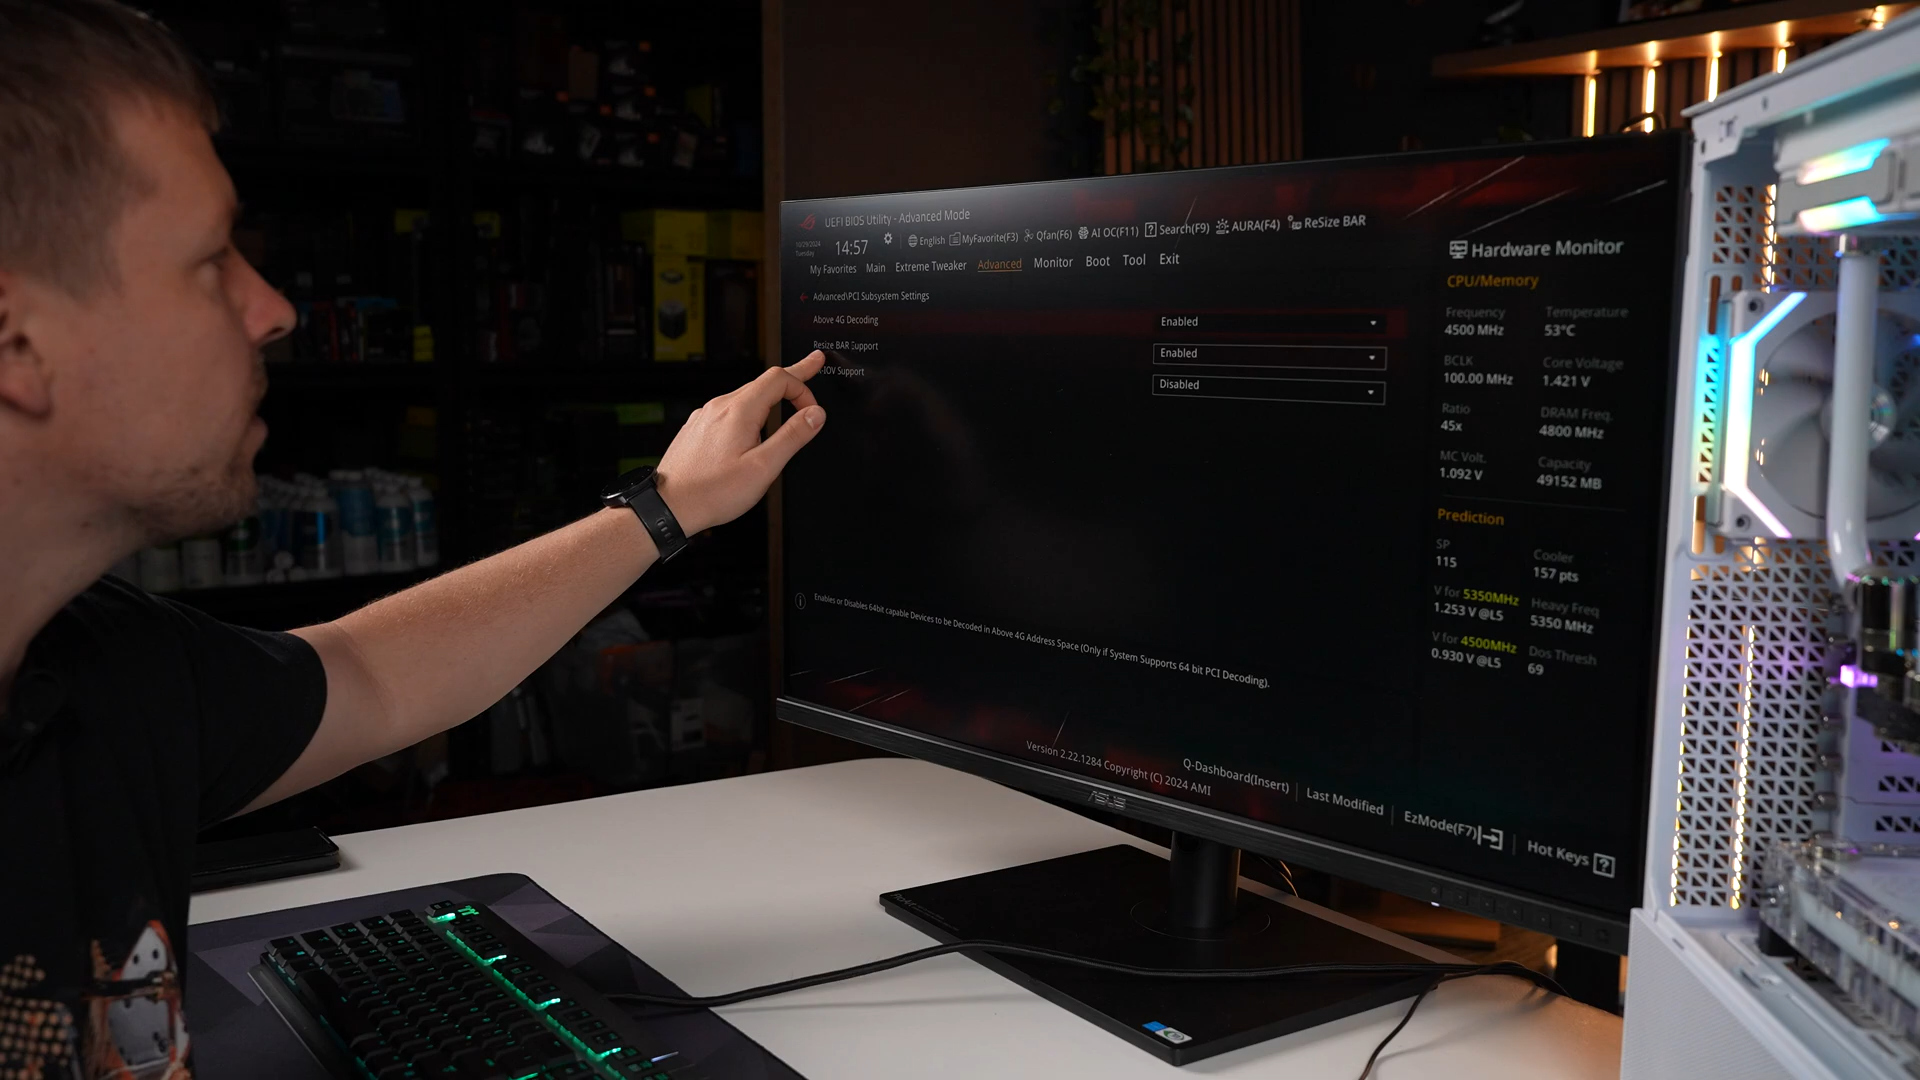 UEFI BIOS Utility - Advanced Mode
10/29/2024
Tuesday
14:57
English
MyFavorite(F3)
Qfan(F6)
AI OC(F11)
Search(F9)
AURA(F4)
ReSize BAR
My Favorites Main Extreme Tweaker Advanced Monitor Boot Tool Exit
Advanced\PCI Subsystem Settings
Above 4G Decoding Enabled
Resize BAR Support Enabled
-IOV Support Disabled
Enables or Disables 64bit capable Devices to be Decoded in Above 4G Address Space (Only if System Supports 64 bit PCI Decoding).
Hardware Monitor
CPU/Memory
Frequency Temperature
4500 MHz 53°C
BCLK Core Voltage
100.00 MHz 1.421 V
Ratio DRAM Freq.
45x 4800 MHz
MC Volt. Capacity
1.092 V 49152 MB
Prediction
SP Cooler
115 157 pts
V for 5350MHz Heavy Freq
1.253 V @L5 5350 MHz
V for 4500MHz Dos Thresh
0.930 V @L5 69
Version 2.22.1284 Copyright (C) 2024 AMI
Q-Dashboard(Insert)
Last Modified
EzMode(F7)
Hot Keys
ASUS